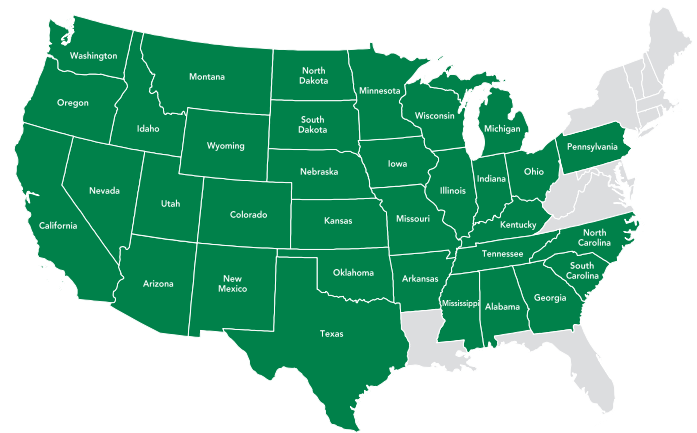 Washington
Montana
North
Dakota
Minnesota
Oregon
Idaho
Wyoming
South
Dakota
Wisconsin
Michigan
Pennsylvania
Nebraska
Iowa
Illinois
Indiana
Ohio
Nevada
Utah
Colorado
Kansas
Missouri
Kentucky
California
North
Carolina
Tennessee
Arizona
New
Mexico
Oklahoma
Arkansas
South
Carolina
Mississippi
Alabama
Georgia
Texas